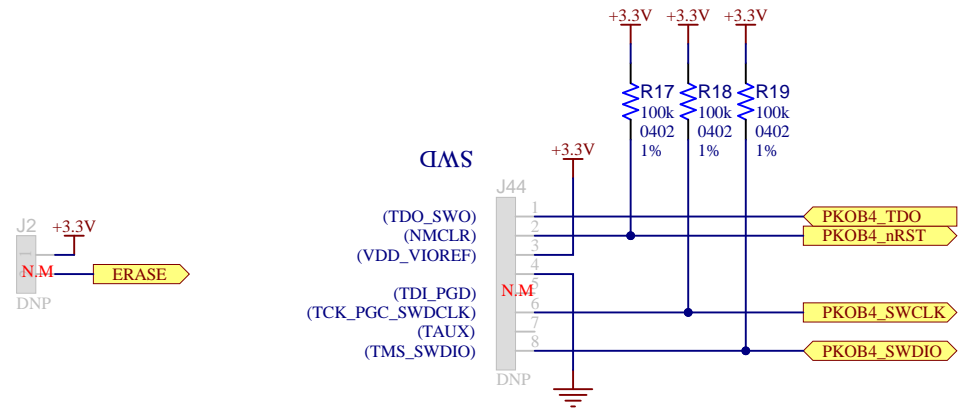 +3.3V
+3.3V
+3.3V
R17
100k
0402
1%
R18
100k
0402
1%
R19
100k
0402
1%
SWD
+3.3V
J44
(TDO_SWO)
1
PKOB4_TDO
(NMCLR)
2
PKOB4_nRST
(VDD_VIOREF)
3
4
(TDI_PGD)
5
N.M
(TCK_PGC_SWDCLK)
6
PKOB4_SWCLK
(TAUX)
7
(TMS_SWDIO)
8
PKOB4_SWDIO
DNP
J2
+3.3V
1
N.M
ERASE
DNP